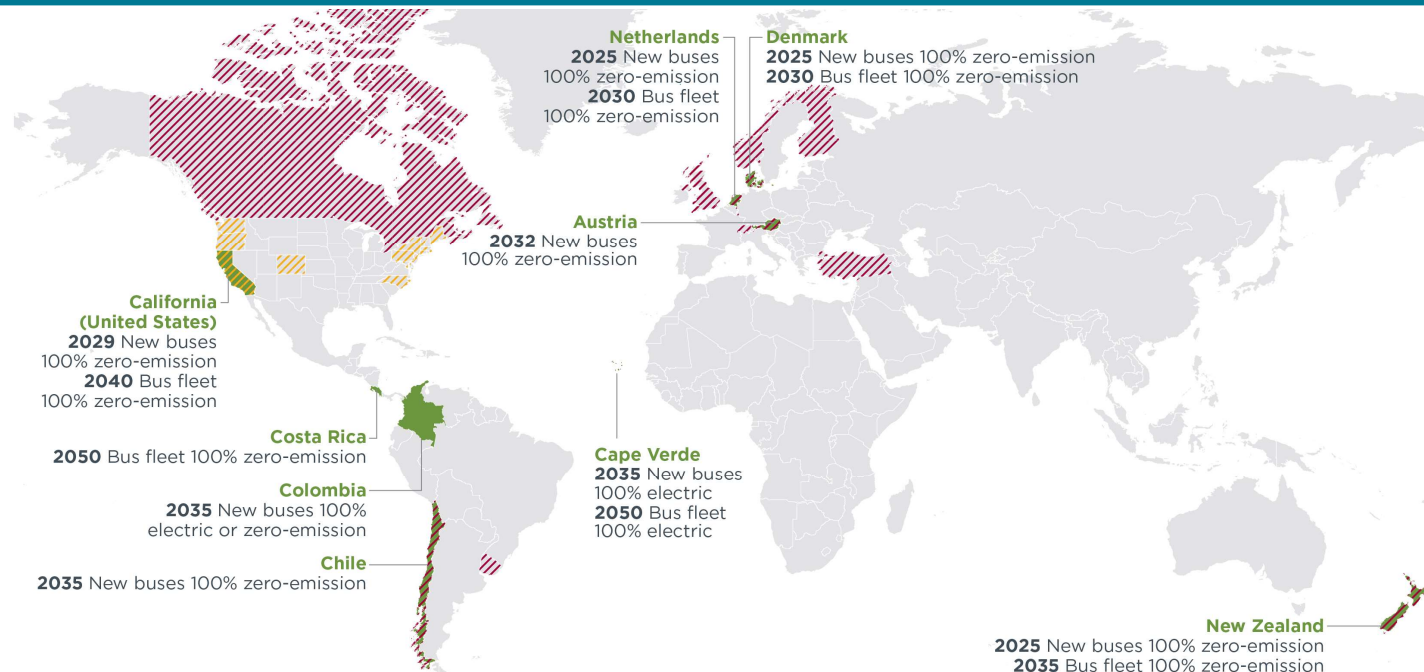 Netherlands
2025 New buses
100% zero-emission
2030 Bus fleet
100% zero-emission
Denmark
2025 New buses 100% zero-emission
2030 Bus fleet 100% zero-emission
Austria
2032 New buses
100% zero-emission
California
(United States)
2029 New buses
100% zero-emission
2040 Bus fleet
100% zero-emission
Costa Rica
2050 Bus fleet 100% zero-emission
Colombia
2035 New buses 100%
electric or zero-emission
Chile
2035 New buses 100% zero-emission
Cape Verde
2035 New buses
100% electric
2050 Bus fleet
100% electric
New Zealand
2025 New buses 100% zero-emission
2035 Bus fleet 100% zero-emission